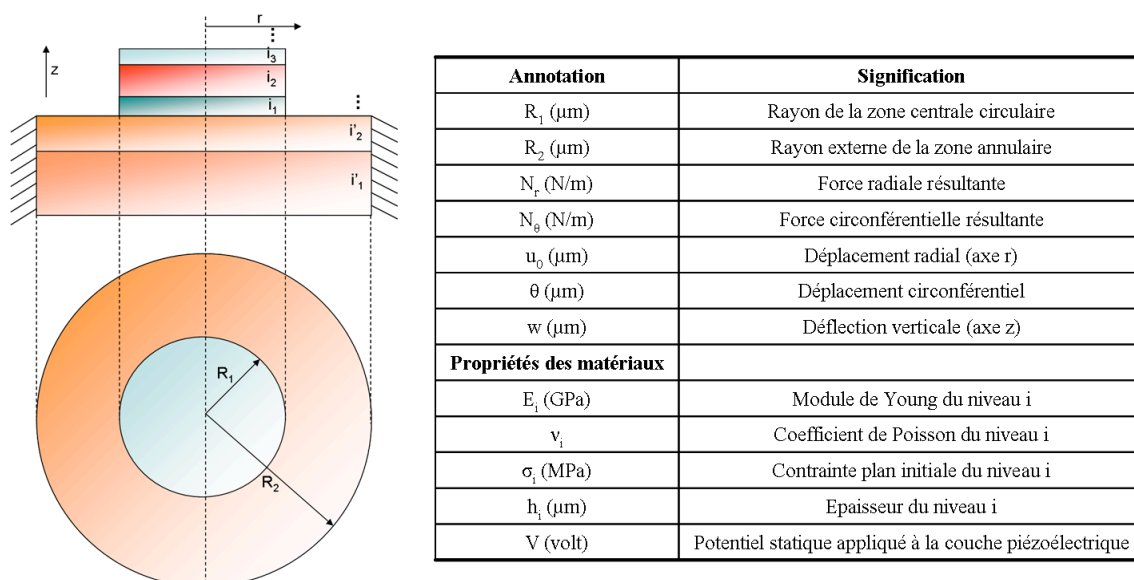 r
z
⋮
i₃
i₂
i₁
⋮
i'₂
i'₁
R₁
R₂
Annotation Signification
R₁ (μm) Rayon de la zone centrale circulaire
R₂ (μm) Rayon externe de la zone annulaire
Nᵣ (N/m) Force radiale résultante
N_θ (N/m) Force circonférentielle résultante
u₀ (μm) Déplacement radial (axe r)
θ (μm) Déplacement circonférentiel
w (μm) Déflection verticale (axe z)
Propriétés des matériaux
Eᵢ (GPa) Module de Young du niveau i
νᵢ Coefficient de Poisson du niveau i
σᵢ (MPa) Contrainte plan initiale du niveau i
hᵢ (μm) Epaisseur du niveau i
V (volt) Potentiel statique appliqué à la couche piézoélectrique